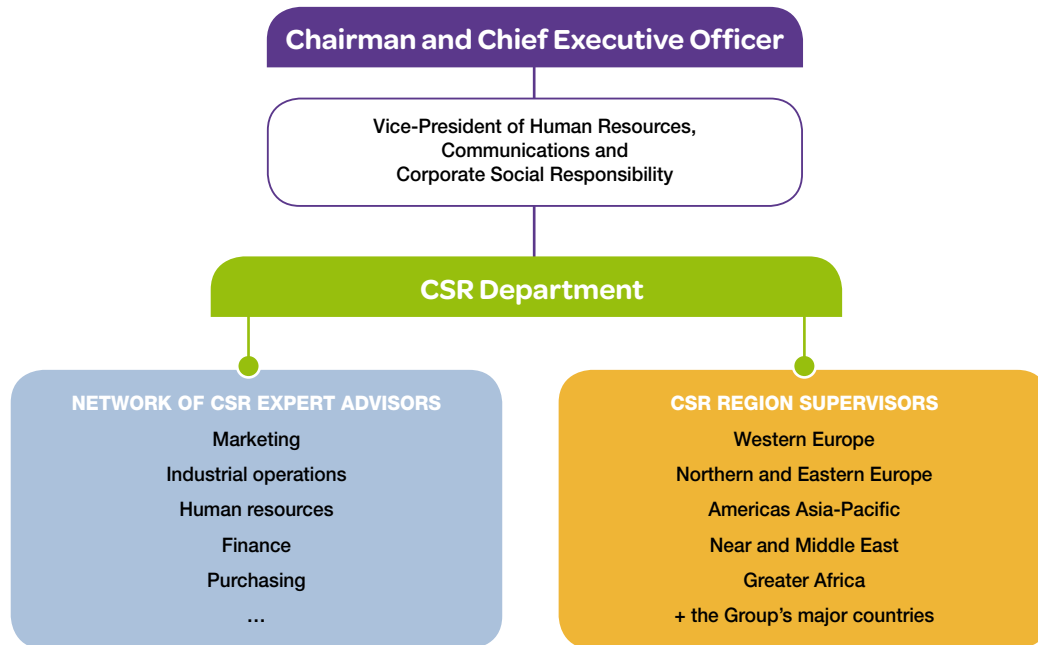 Chairman and Chief Executive Officer
Vice-President of Human Resources,
Communications and
Corporate Social Responsibility
CSR Department
NETWORK OF CSR EXPERT ADVISORS
Marketing
Industrial operations
Human resources
Finance
Purchasing
...
CSR REGION SUPERVISORS
Western Europe
Northern and Eastern Europe
Americas Asia-Pacific
Near and Middle East
Greater Africa
+ the Group's major countries